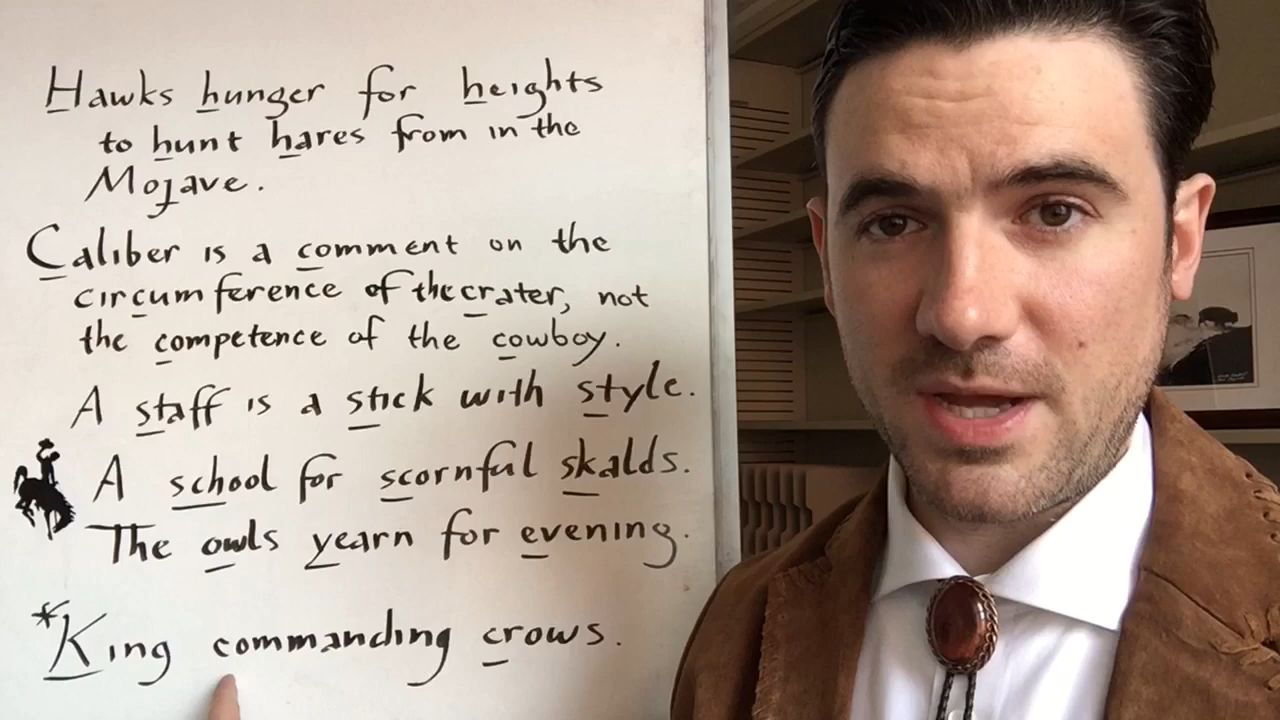 Hawks hunger for heights
to hunt hares from in the
Mojave.
Caliber is a comment on the
circumference of the crater, not
the competence of the cowboy.
A staff is a stick with style.
A school for scornful skalds.
The owls yearn for evening.
*King commanding crows.